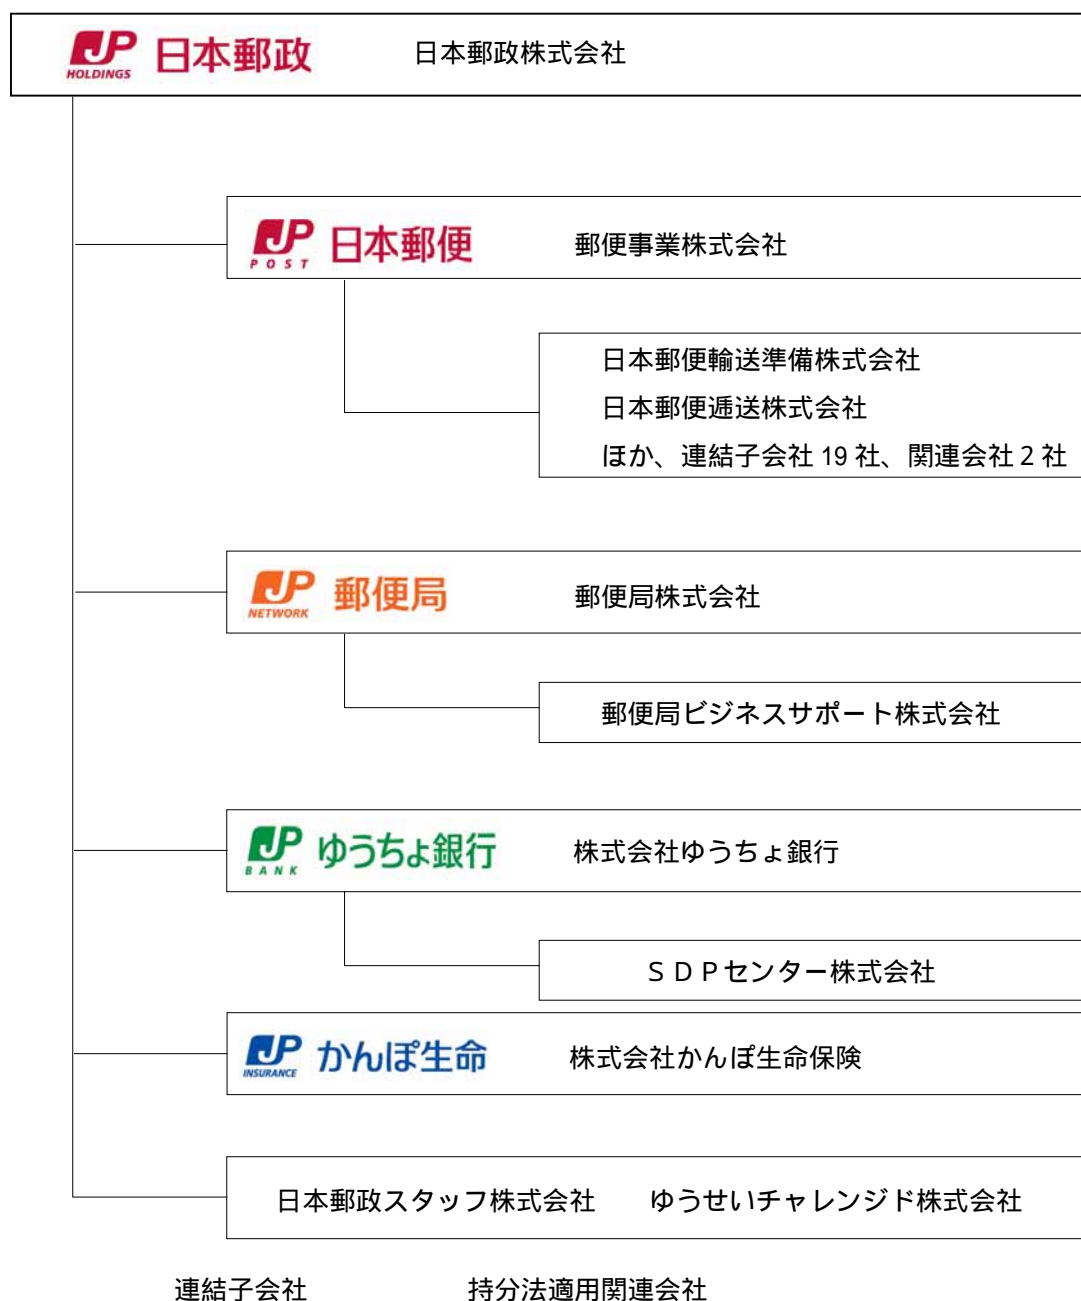 JP 日本郵政 日本郵政株式会社
HOLDINGS
JP 日本郵便 郵便事業株式会社
POST
日本郵便輸送準備株式会社
日本郵便逓送株式会社
ほか、連結子会社 19 社、関連会社 2 社
JP 郵便局 郵便局株式会社
NETWORK
郵便局ビジネスサポート株式会社
JP ゆうちょ銀行 株式会社ゆうちょ銀行
BANK
ＳＤＰセンター株式会社
JP かんぽ生命 株式会社かんぽ生命保険
INSURANCE
日本郵政スタッフ株式会社 ゆうせいチャレンジド株式会社
連結子会社 持分法適用関連会社